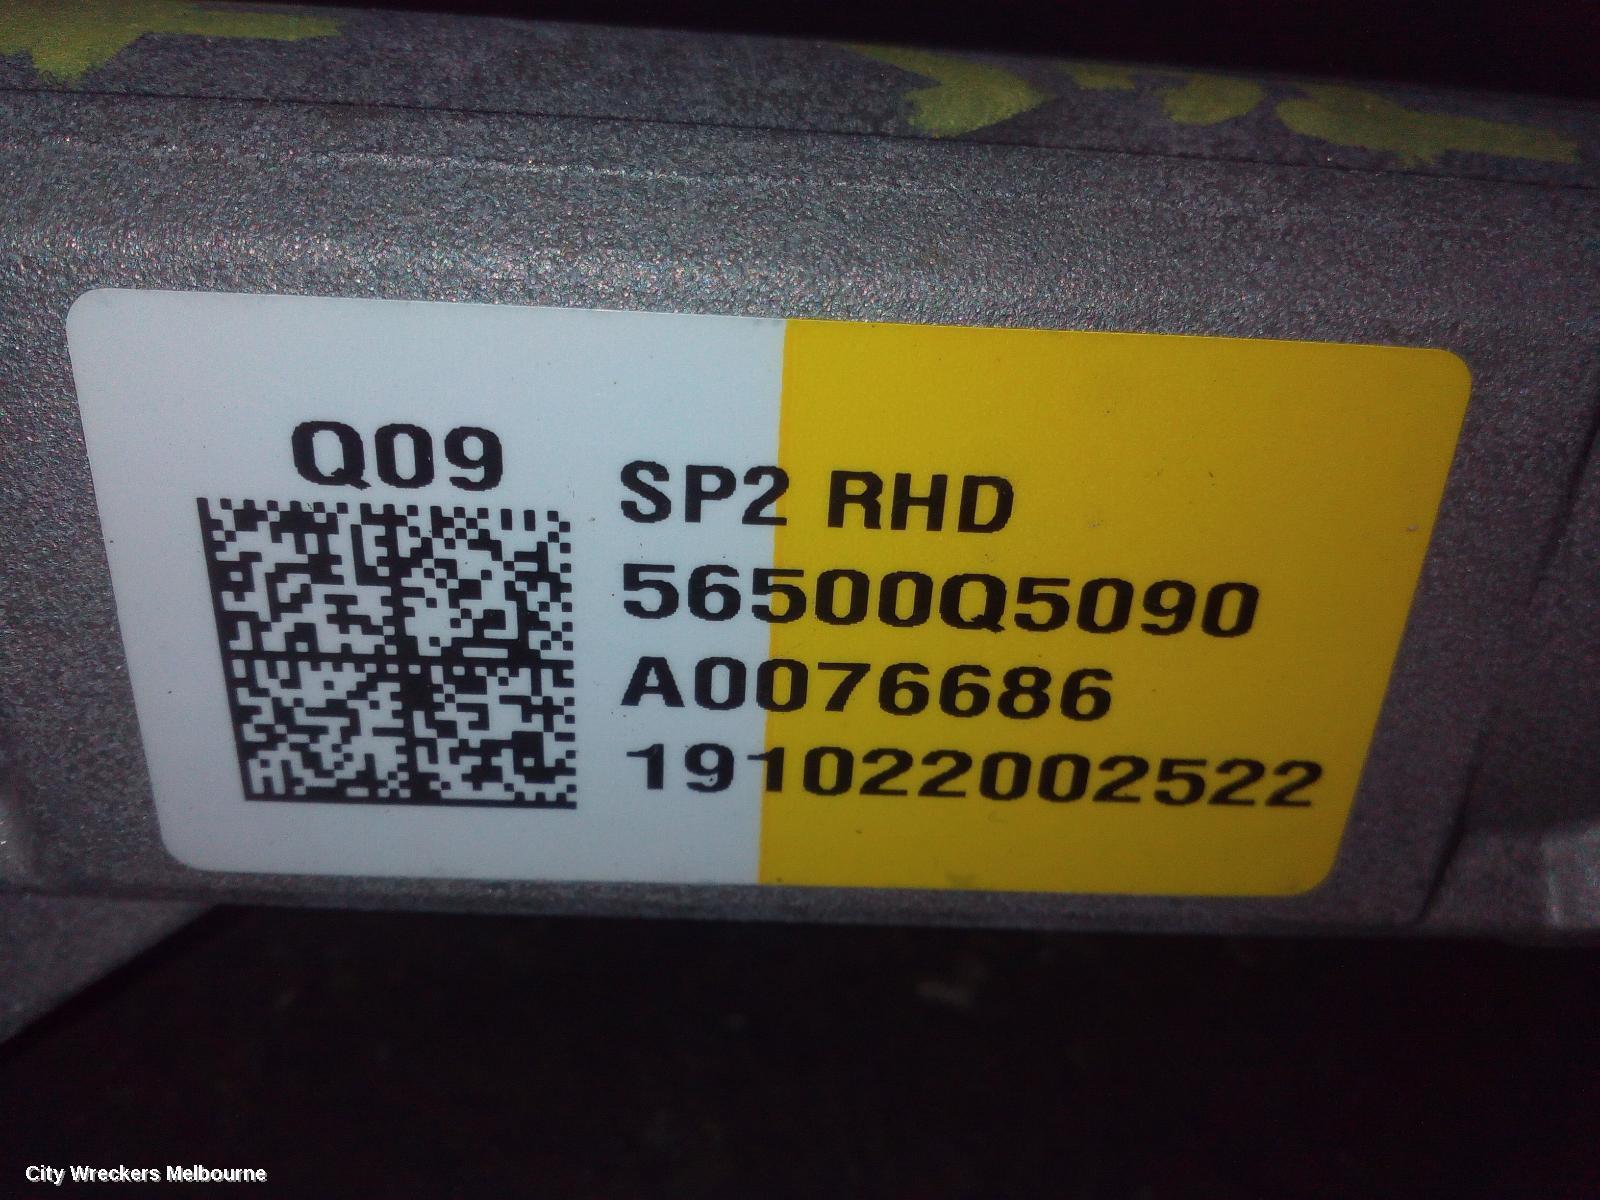 Q09
SP2 RHD
56500Q5090
A0076686
191022002522
City Wreckers Melbourne